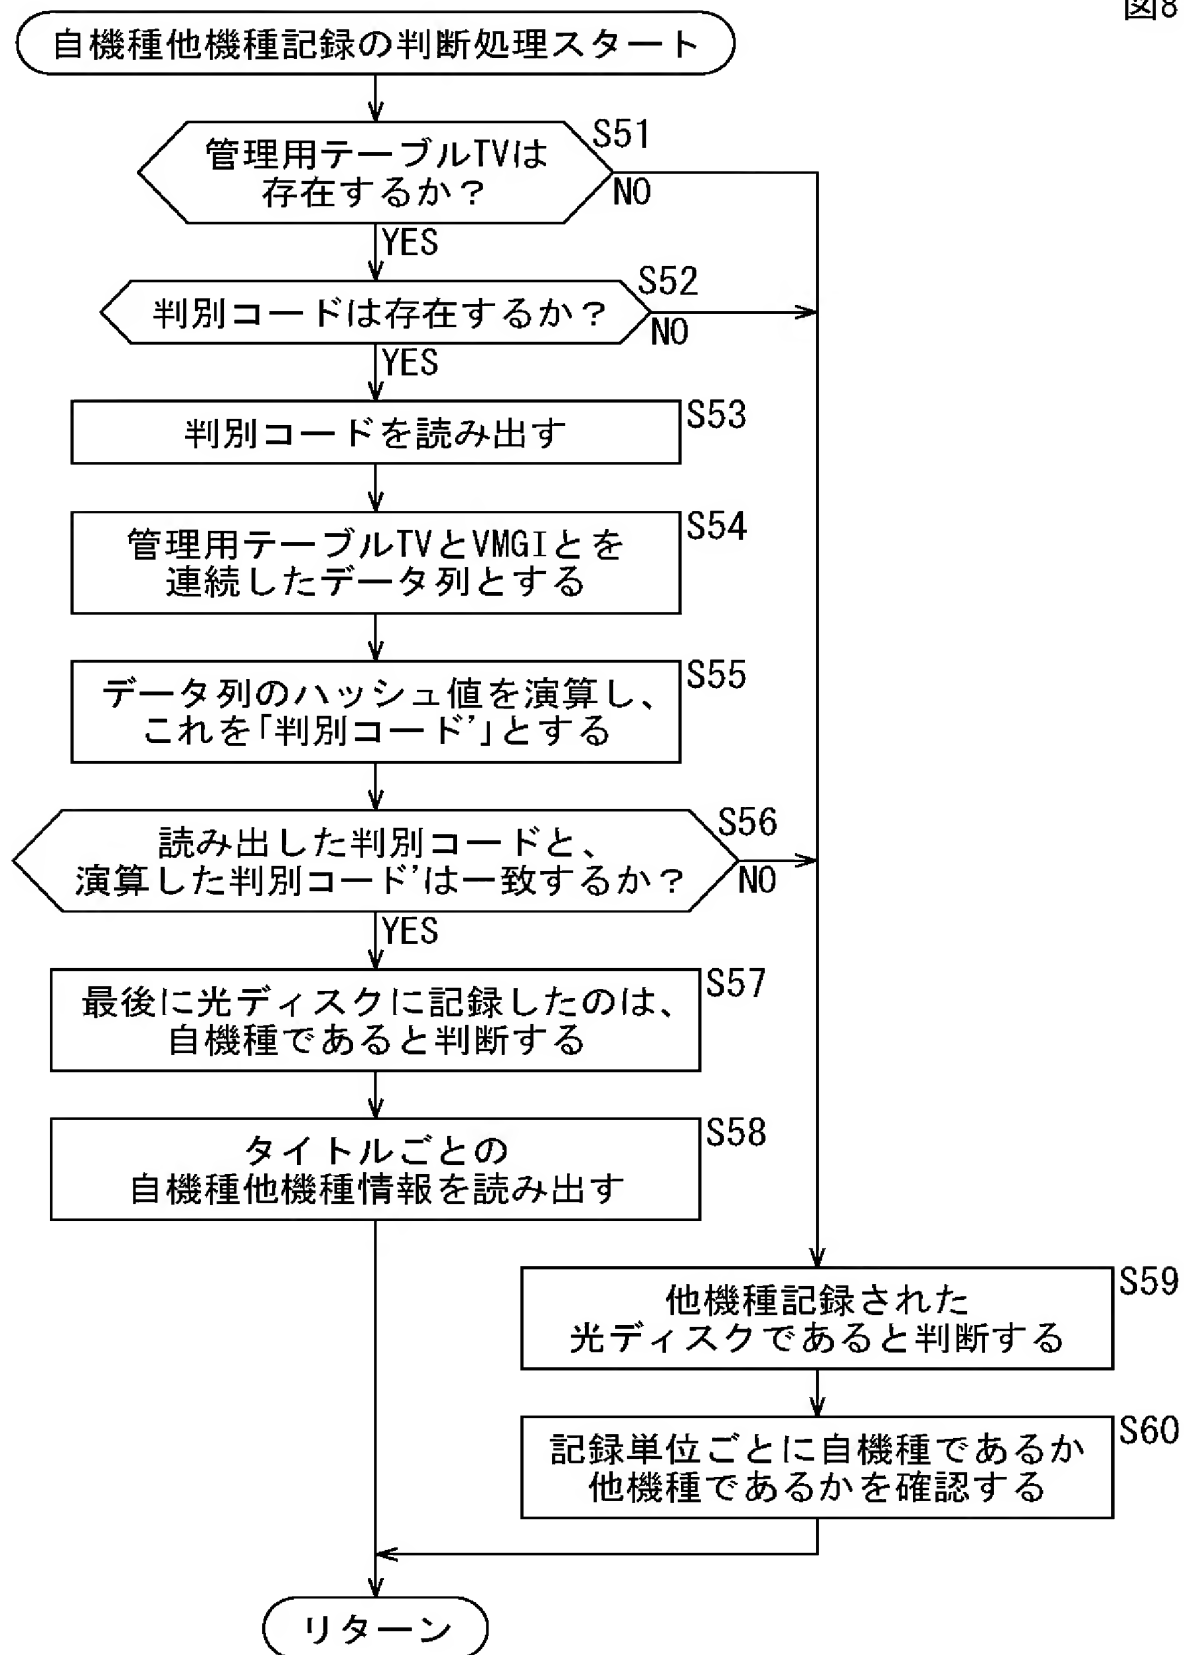 図8
自機種他機種記録の判断処理スタート
S51
管理用テーブルTVは
存在するか？
NO
YES
S52
判別コードは存在するか？
NO
YES
S53
判別コードを読み出す
S54
管理用テーブルTVとVMGIとを
連続したデータ列とする
S55
データ列のハッシュ値を演算し、
これを「判別コード’」とする
S56
読み出した判別コードと、
演算した判別コード’は一致するか？
NO
YES
S57
最後に光ディスクに記録したのは、
自機種であると判断する
S58
タイトルごとの
自機種他機種情報を読み出す
S59
他機種記録された
光ディスクであると判断する
S60
記録単位ごとに自機種であるか
他機種であるかを確認する
リターン